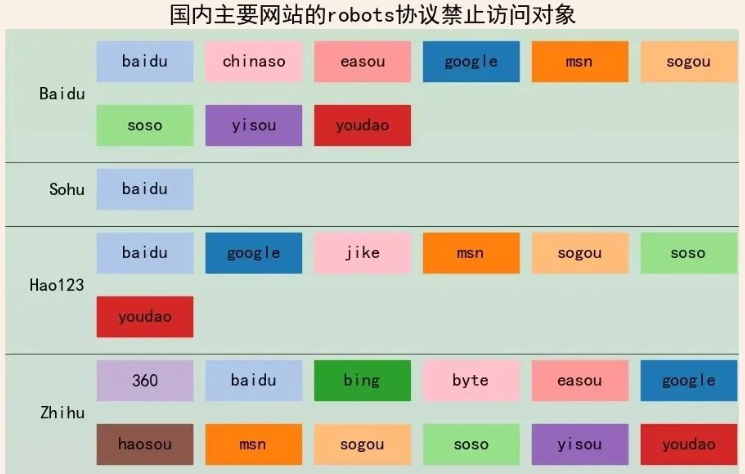 国内主要网站的robots协议禁止访问对象
baidu chinaso easou google msn sogou
Baidu
soso yisou youdao
Sohu baidu
baidu google jike msn sogou soso
Hao123
youdao
360 baidu bing byte easou google
Zhihu
haosou msn sogou soso yisou youdao